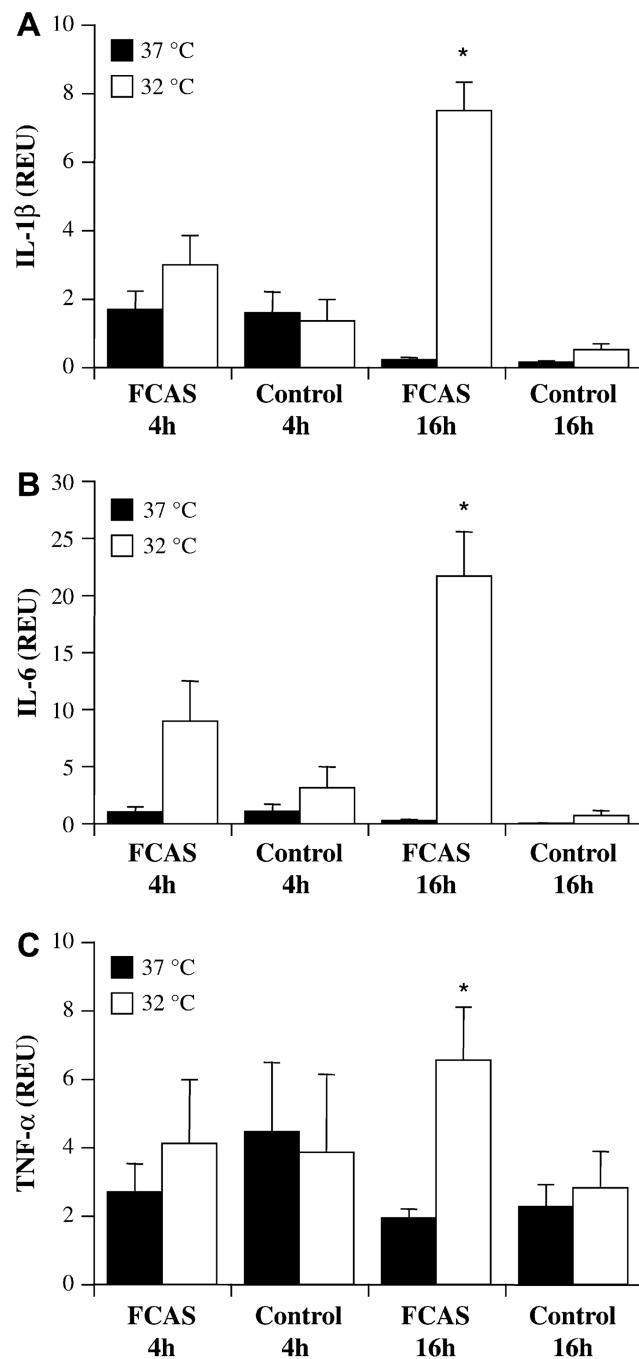 A
10
37 °C
32 °C
*
8
6
4
2
0
IL-1β (REU)
FCAS Control FCAS Control
4h 4h 16h 16h
B
30
37 °C
32 °C
*
25
20
15
10
5
0
IL-6 (REU)
FCAS Control FCAS Control
4h 4h 16h 16h
C
10
37 °C
32 °C
*
8
6
4
2
0
TNF-α (REU)
FCAS Control FCAS Control
4h 4h 16h 16h